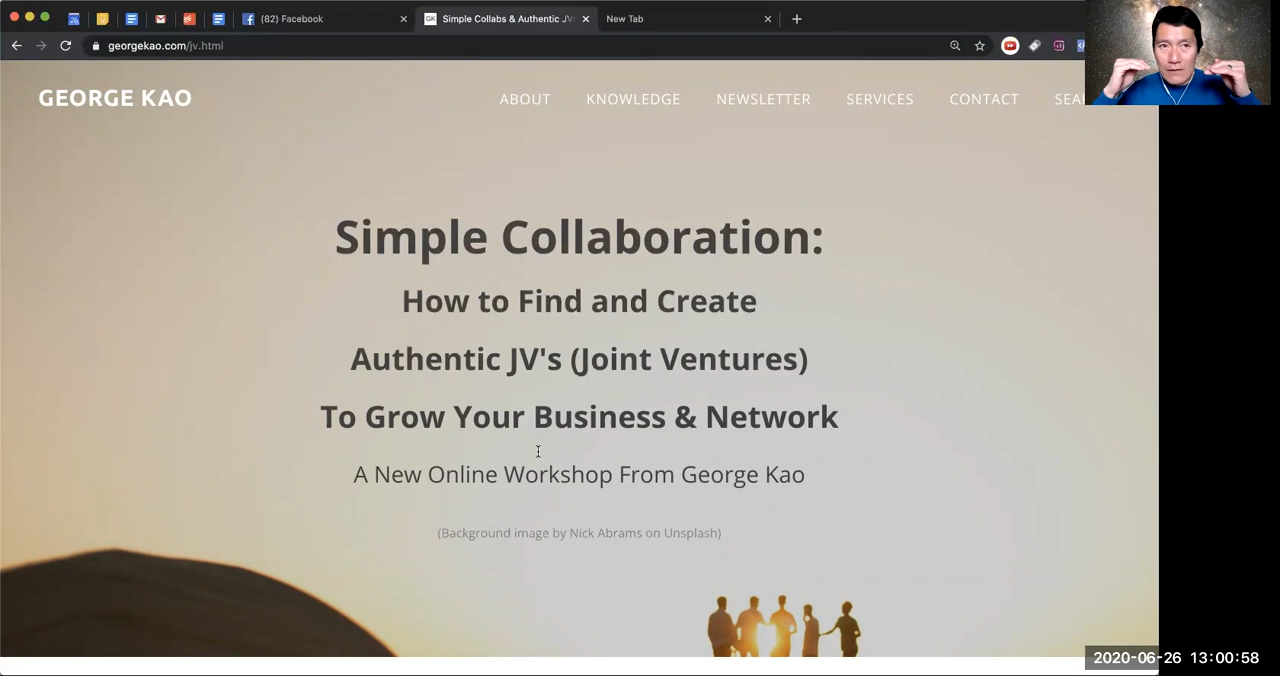 (82) Facebook
Simple Collabs & Authentic JV
New Tab
georgekao.com/jv.html
GEORGE KAO
ABOUT KNOWLEDGE NEWSLETTER SERVICES CONTACT
Simple Collaboration:
How to Find and Create
Authentic JV's (Joint Ventures)
To Grow Your Business & Network
A New Online Workshop From George Kao
(Background image by Nick Abrams on Unsplash)
2020-06-26 13:00:58